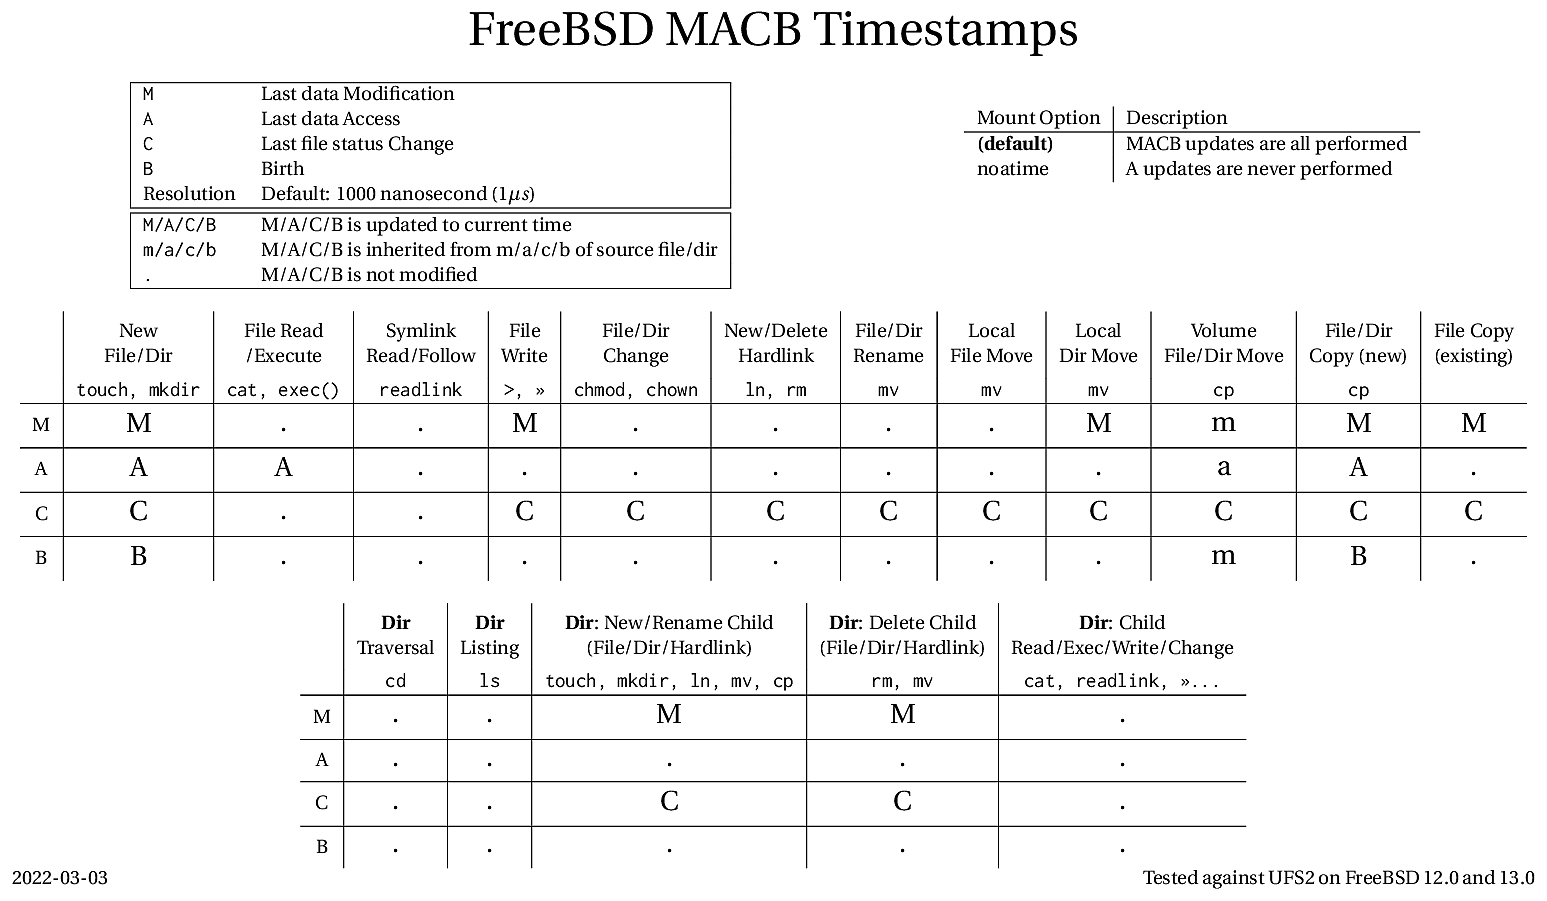 FreeBSD MACB Timestamps
M Last data Modification
A Last data Access
C Last file status Change
B Birth
Resolution Default: 1000 nanosecond (1μs)
M/A/C/B M/A/C/B is updated to current time
m/a/c/b M/A/C/B is inherited from m/a/c/b of source file/dir
. M/A/C/B is not modified
Mount Option Description
(default) MACB updates are all performed
noatime A updates are never performed
New File Read Symlink File File/Dir New/Delete File/Dir Local Local Volume File/Dir File Copy
File/Dir /Execute Read/Follow Write Change Hardlink Rename File Move Dir Move File/Dir Move Copy (new) (existing)
touch, mkdir cat, exec() readlink >, » chmod, chown ln, rm mv mv mv cp cp
M M . . M . . . . M m M M
A A A . . . . . . . a A .
C C . . C C C C C C C C C
B B . . . . . . . . m B .
Dir Dir Dir: New/Rename Child Dir: Delete Child Dir: Child
Traversal Listing (File/Dir/Hardlink) (File/Dir/Hardlink) Read/Exec/Write/Change
cd ls touch, mkdir, ln, mv, cp rm, mv cat, readlink, »...
M . . M M .
A . . . . .
C . . C C .
B . . . . .
2022-03-03 Tested against UFS2 on FreeBSD 12.0 and 13.0